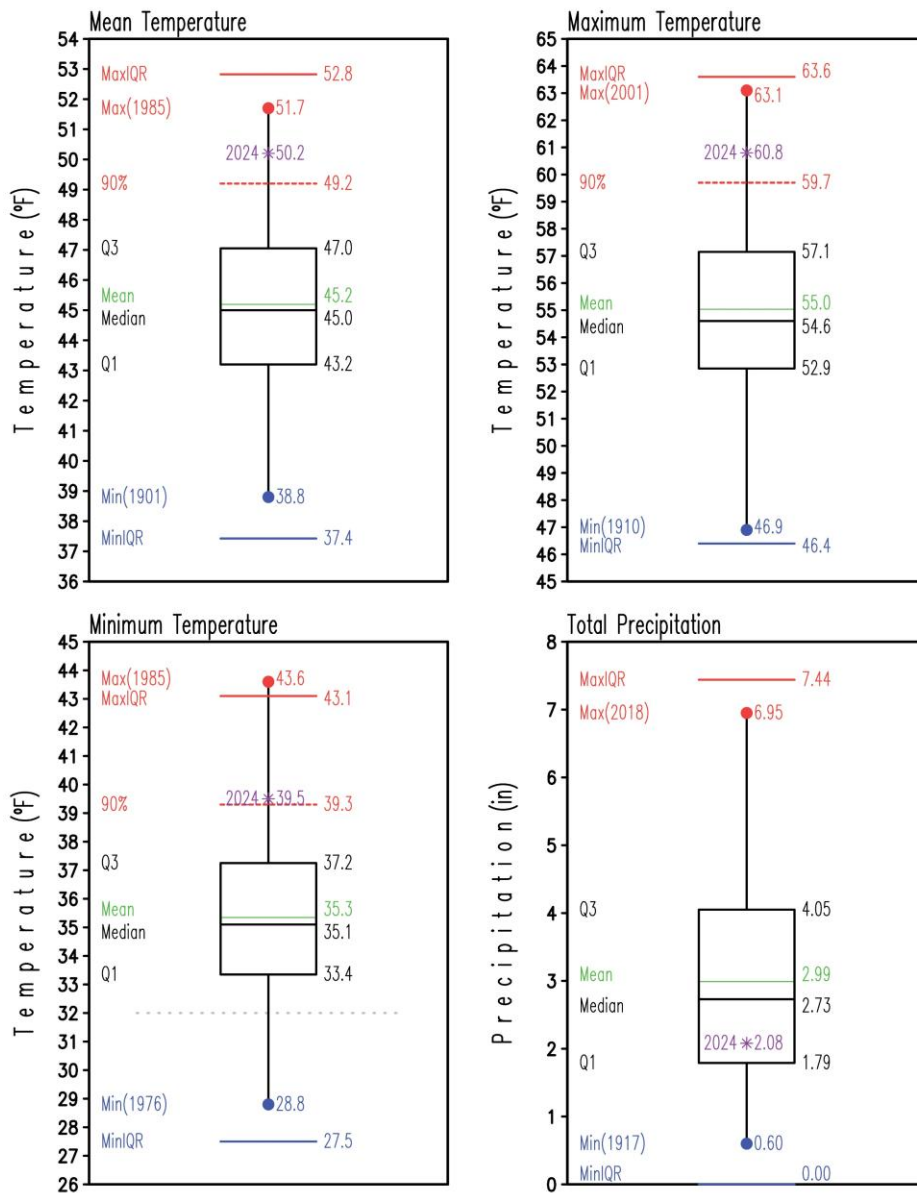 Mean Temperature
Temperature(ºF)
54
53
52
51
50
49
48
47
46
45
44
43
42
41
40
39
38
37
36
MaxIQR 52.8
Max(1985) 51.7
2024 * 50.2
90% 49.2
Q3 47.0
Mean 45.2
Median 45.0
Q1 43.2
Min(1901) 38.8
MinIQR 37.4
Maximum Temperature
Temperature(ºF)
65
64
63
62
61
60
59
58
57
56
55
54
53
52
51
50
49
48
47
46
45
MaxIQR 63.6
Max(2001) 63.1
2024 * 60.8
90% 59.7
Q3 57.1
Mean 55.0
Median 54.6
Q1 52.9
Min(1910) 46.9
MinIQR 46.4
Minimum Temperature
Temperature(ºF)
45
44
43
42
41
40
39
38
37
36
35
34
33
32
31
30
29
28
27
26
Max(1985) 43.6
MaxIQR 43.1
2024 * 39.5
90% 39.3
Q3 37.2
Mean 35.3
Median 35.1
Q1 33.4
Min(1976) 28.8
MinIQR 27.5
Total Precipitation
Precipitation(in)
8
7
6
5
4
3
2
1
0
MaxIQR 7.44
Max(2018) 6.95
Q3 4.05
Mean 2.99
Median 2.73
2024 * 2.08
Q1 1.79
Min(1917) 0.60
MinIQR 0.00